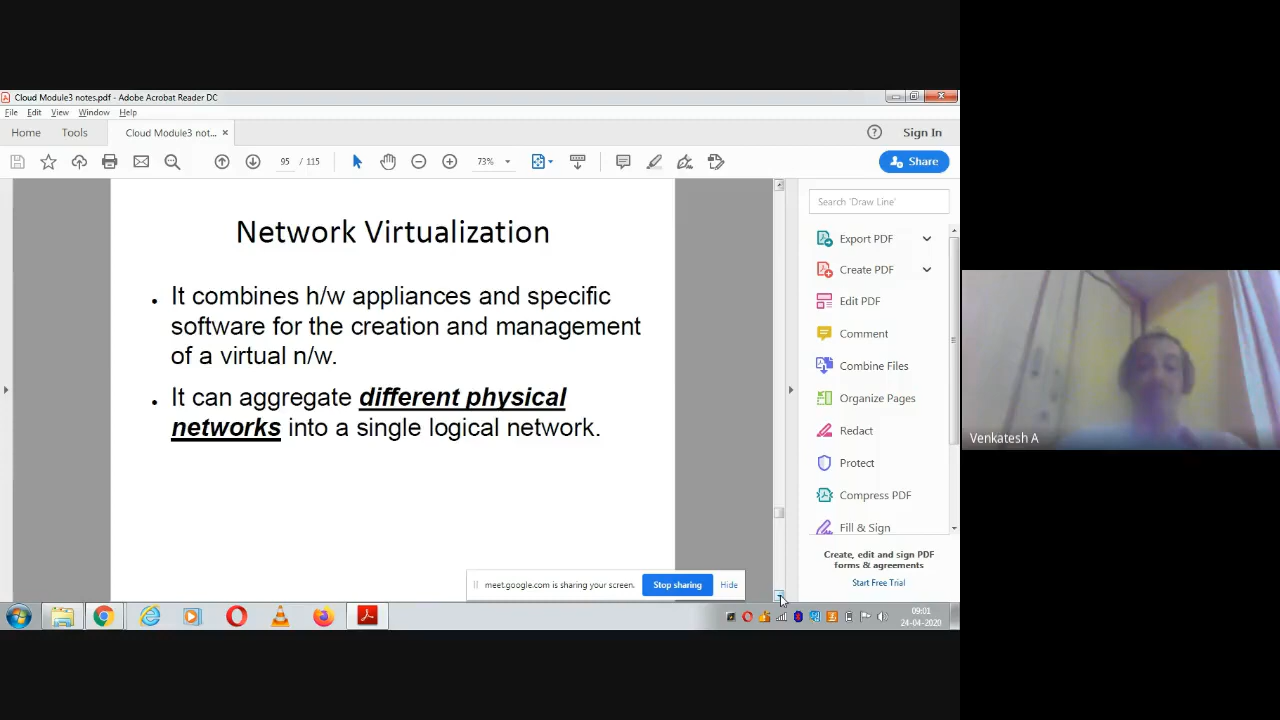 Cloud Module3 notes.pdf - Adobe Acrobat Reader DC
File Edit View Window Help
Home Tools Cloud Module3 not... × Sign In
95 / 115 73% Share
Network Virtualization
• It combines h/w appliances and specific
software for the creation and management
of a virtual n/w.
• It can aggregate different physical
networks into a single logical network.
Search 'Draw Line'
Export PDF
Create PDF
Edit PDF
Comment
Combine Files
Organize Pages
Redact
Protect
Compress PDF
Fill & Sign
Create, edit and sign PDF
forms & agreements
Start Free Trial
meet.google.com is sharing your screen. Stop sharing Hide
09:01
24-04-2020
Venkatesh A